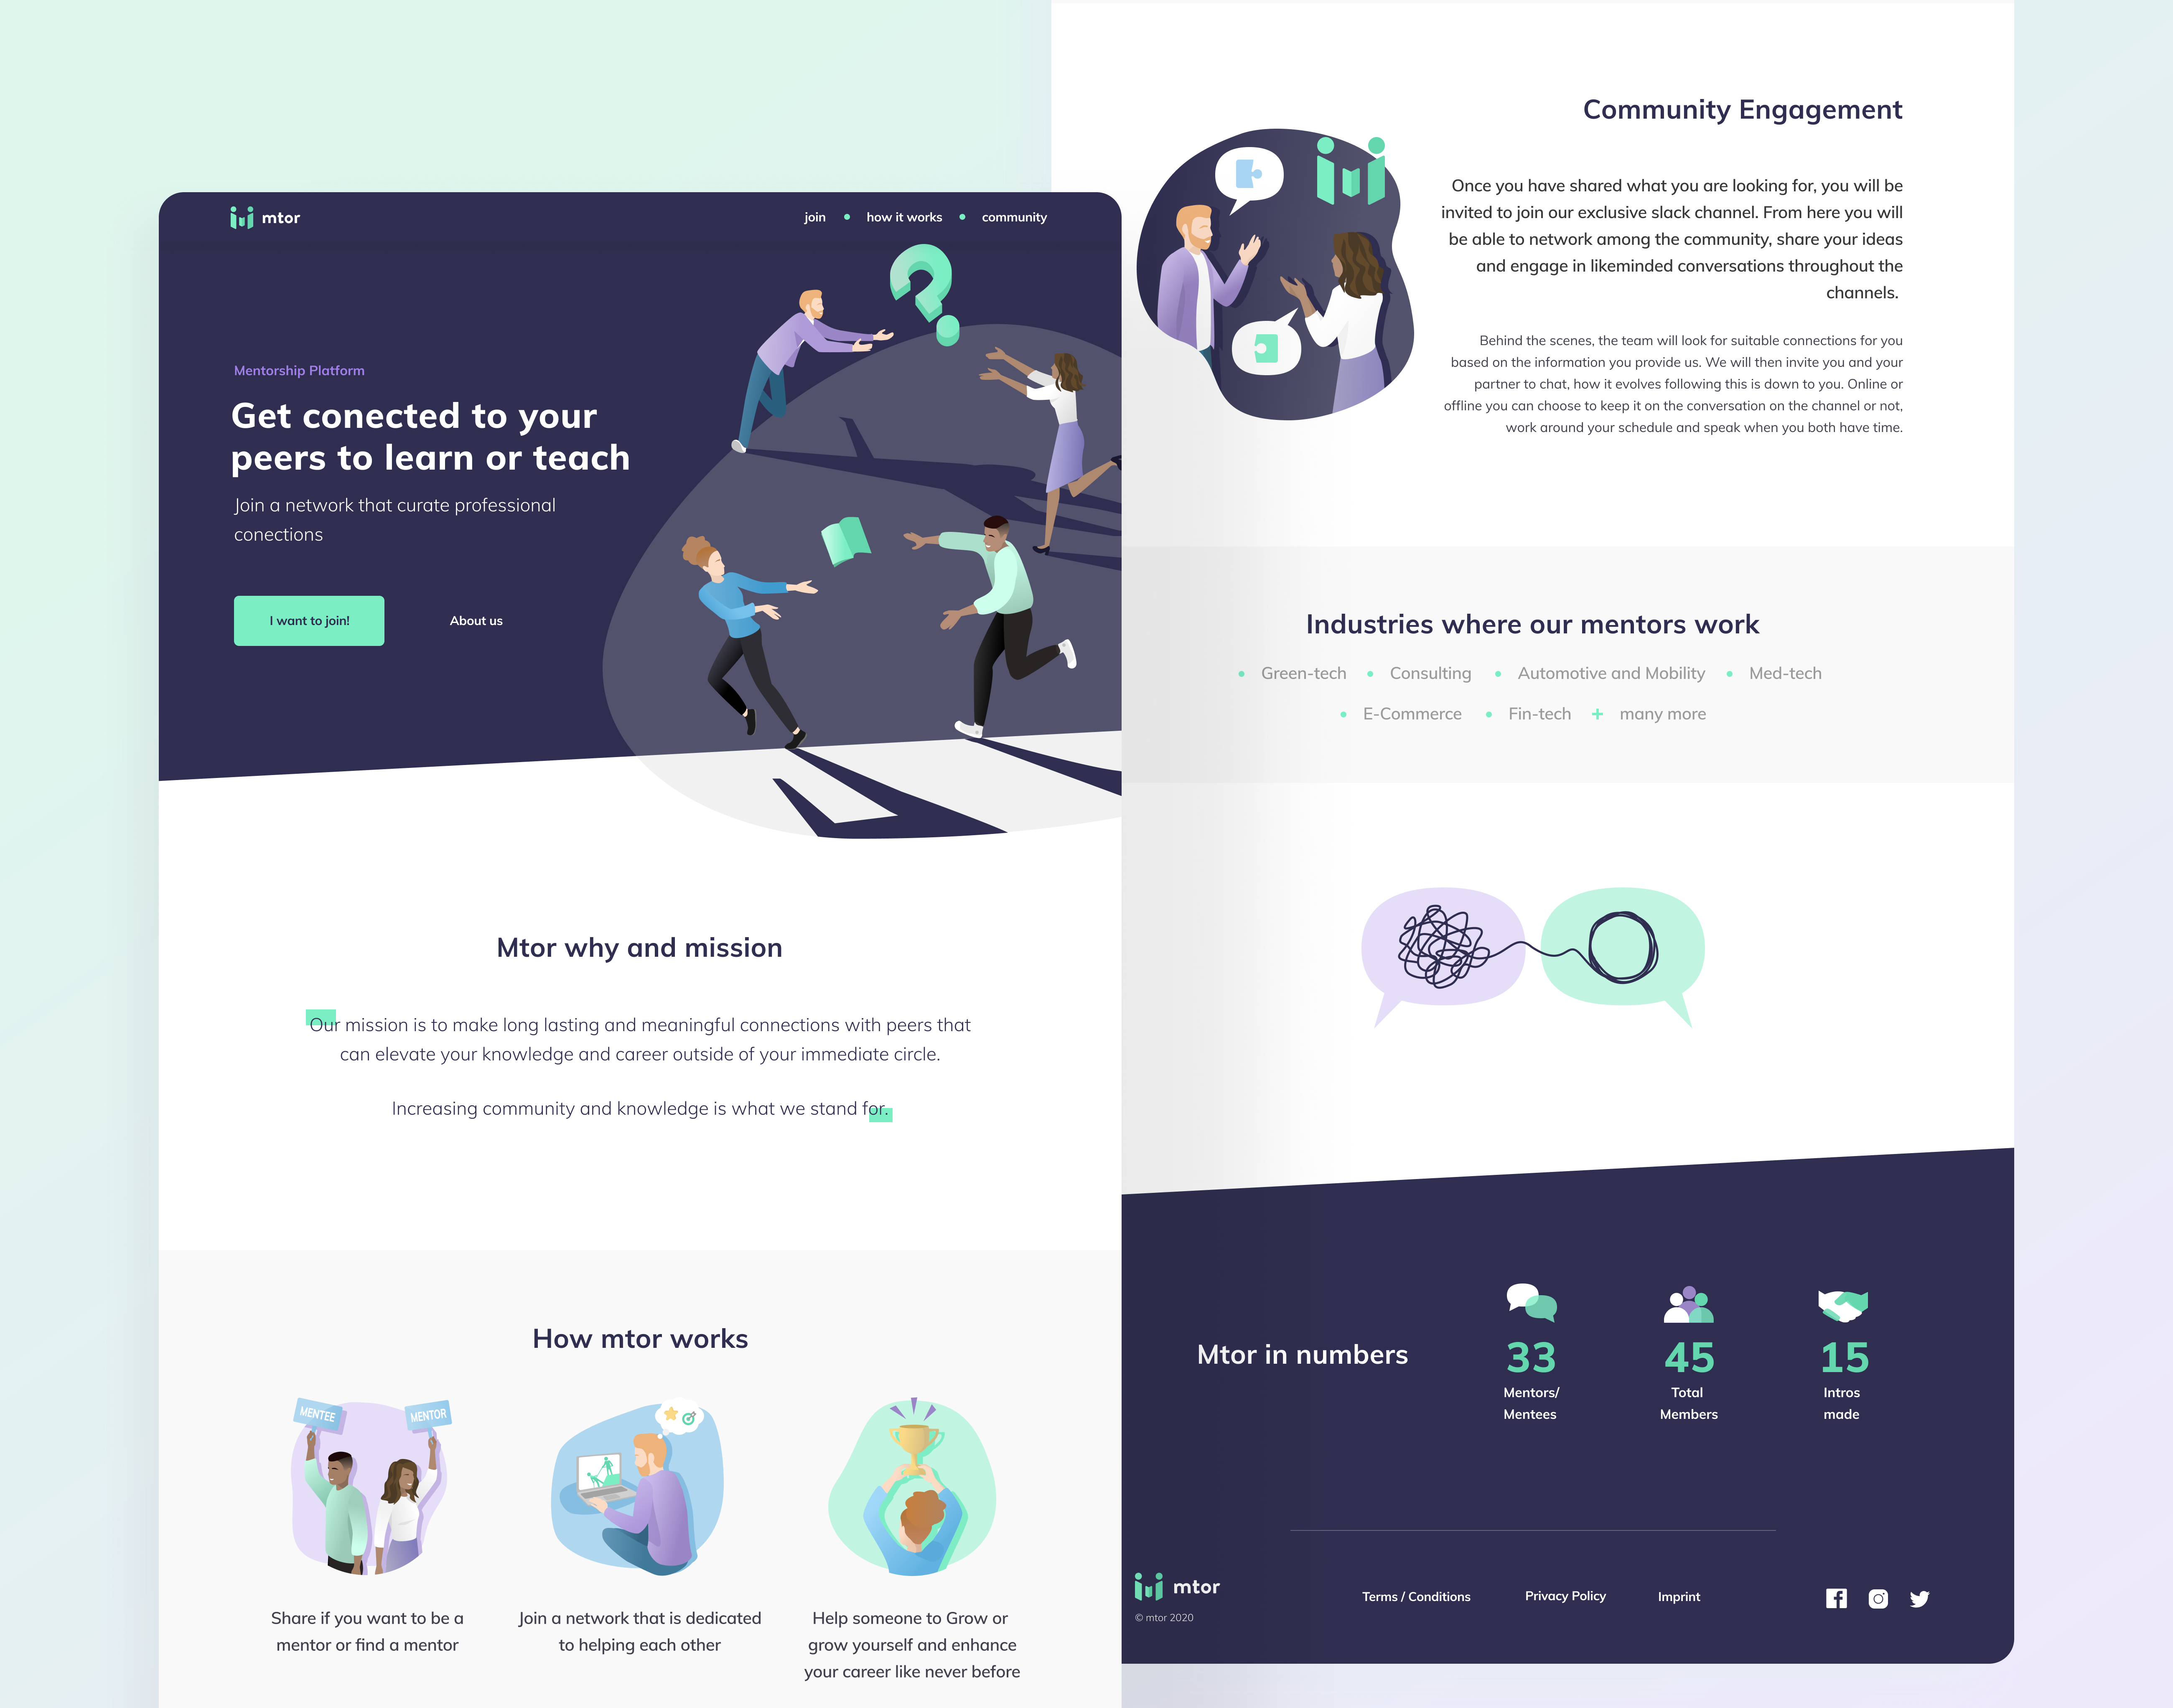 mtor
join • how it works • community
Mentorship Platform
Get conected to your
peers to learn or teach
Join a network that curate professional
conections
I want to join!
About us
Mtor why and mission
Our mission is to make long lasting and meaningful connections with peers that
can elevate your knowledge and career outside of your immediate circle.
Increasing community and knowledge is what we stand for.
How mtor works
MENTEE
MENTOR
Share if you want to be a
mentor or find a mentor
Join a network that is dedicated
to helping each other
Help someone to Grow or
grow yourself and enhance
your career like never before
Community Engagement
Once you have shared what you are looking for, you will be
invited to join our exclusive slack channel. From here you will
be able to network among the community, share your ideas
and engage in likeminded conversations throughout the
channels.
Behind the scenes, the team will look for suitable connections for you
based on the information you provide us. We will then invite you and your
partner to chat, how it evolves following this is down to you. Online or
offline you can choose to keep it on the conversation on the channel or not,
work around your schedule and speak when you both have time.
Industries where our mentors work
• Green-tech • Consulting • Automotive and Mobility • Med-tech
• E-Commerce • Fin-tech + many more
Mtor in numbers
33
Mentors/
Mentees
45
Total
Members
15
Intros
made
mtor
© mtor 2020
Terms / Conditions
Privacy Policy
Imprint